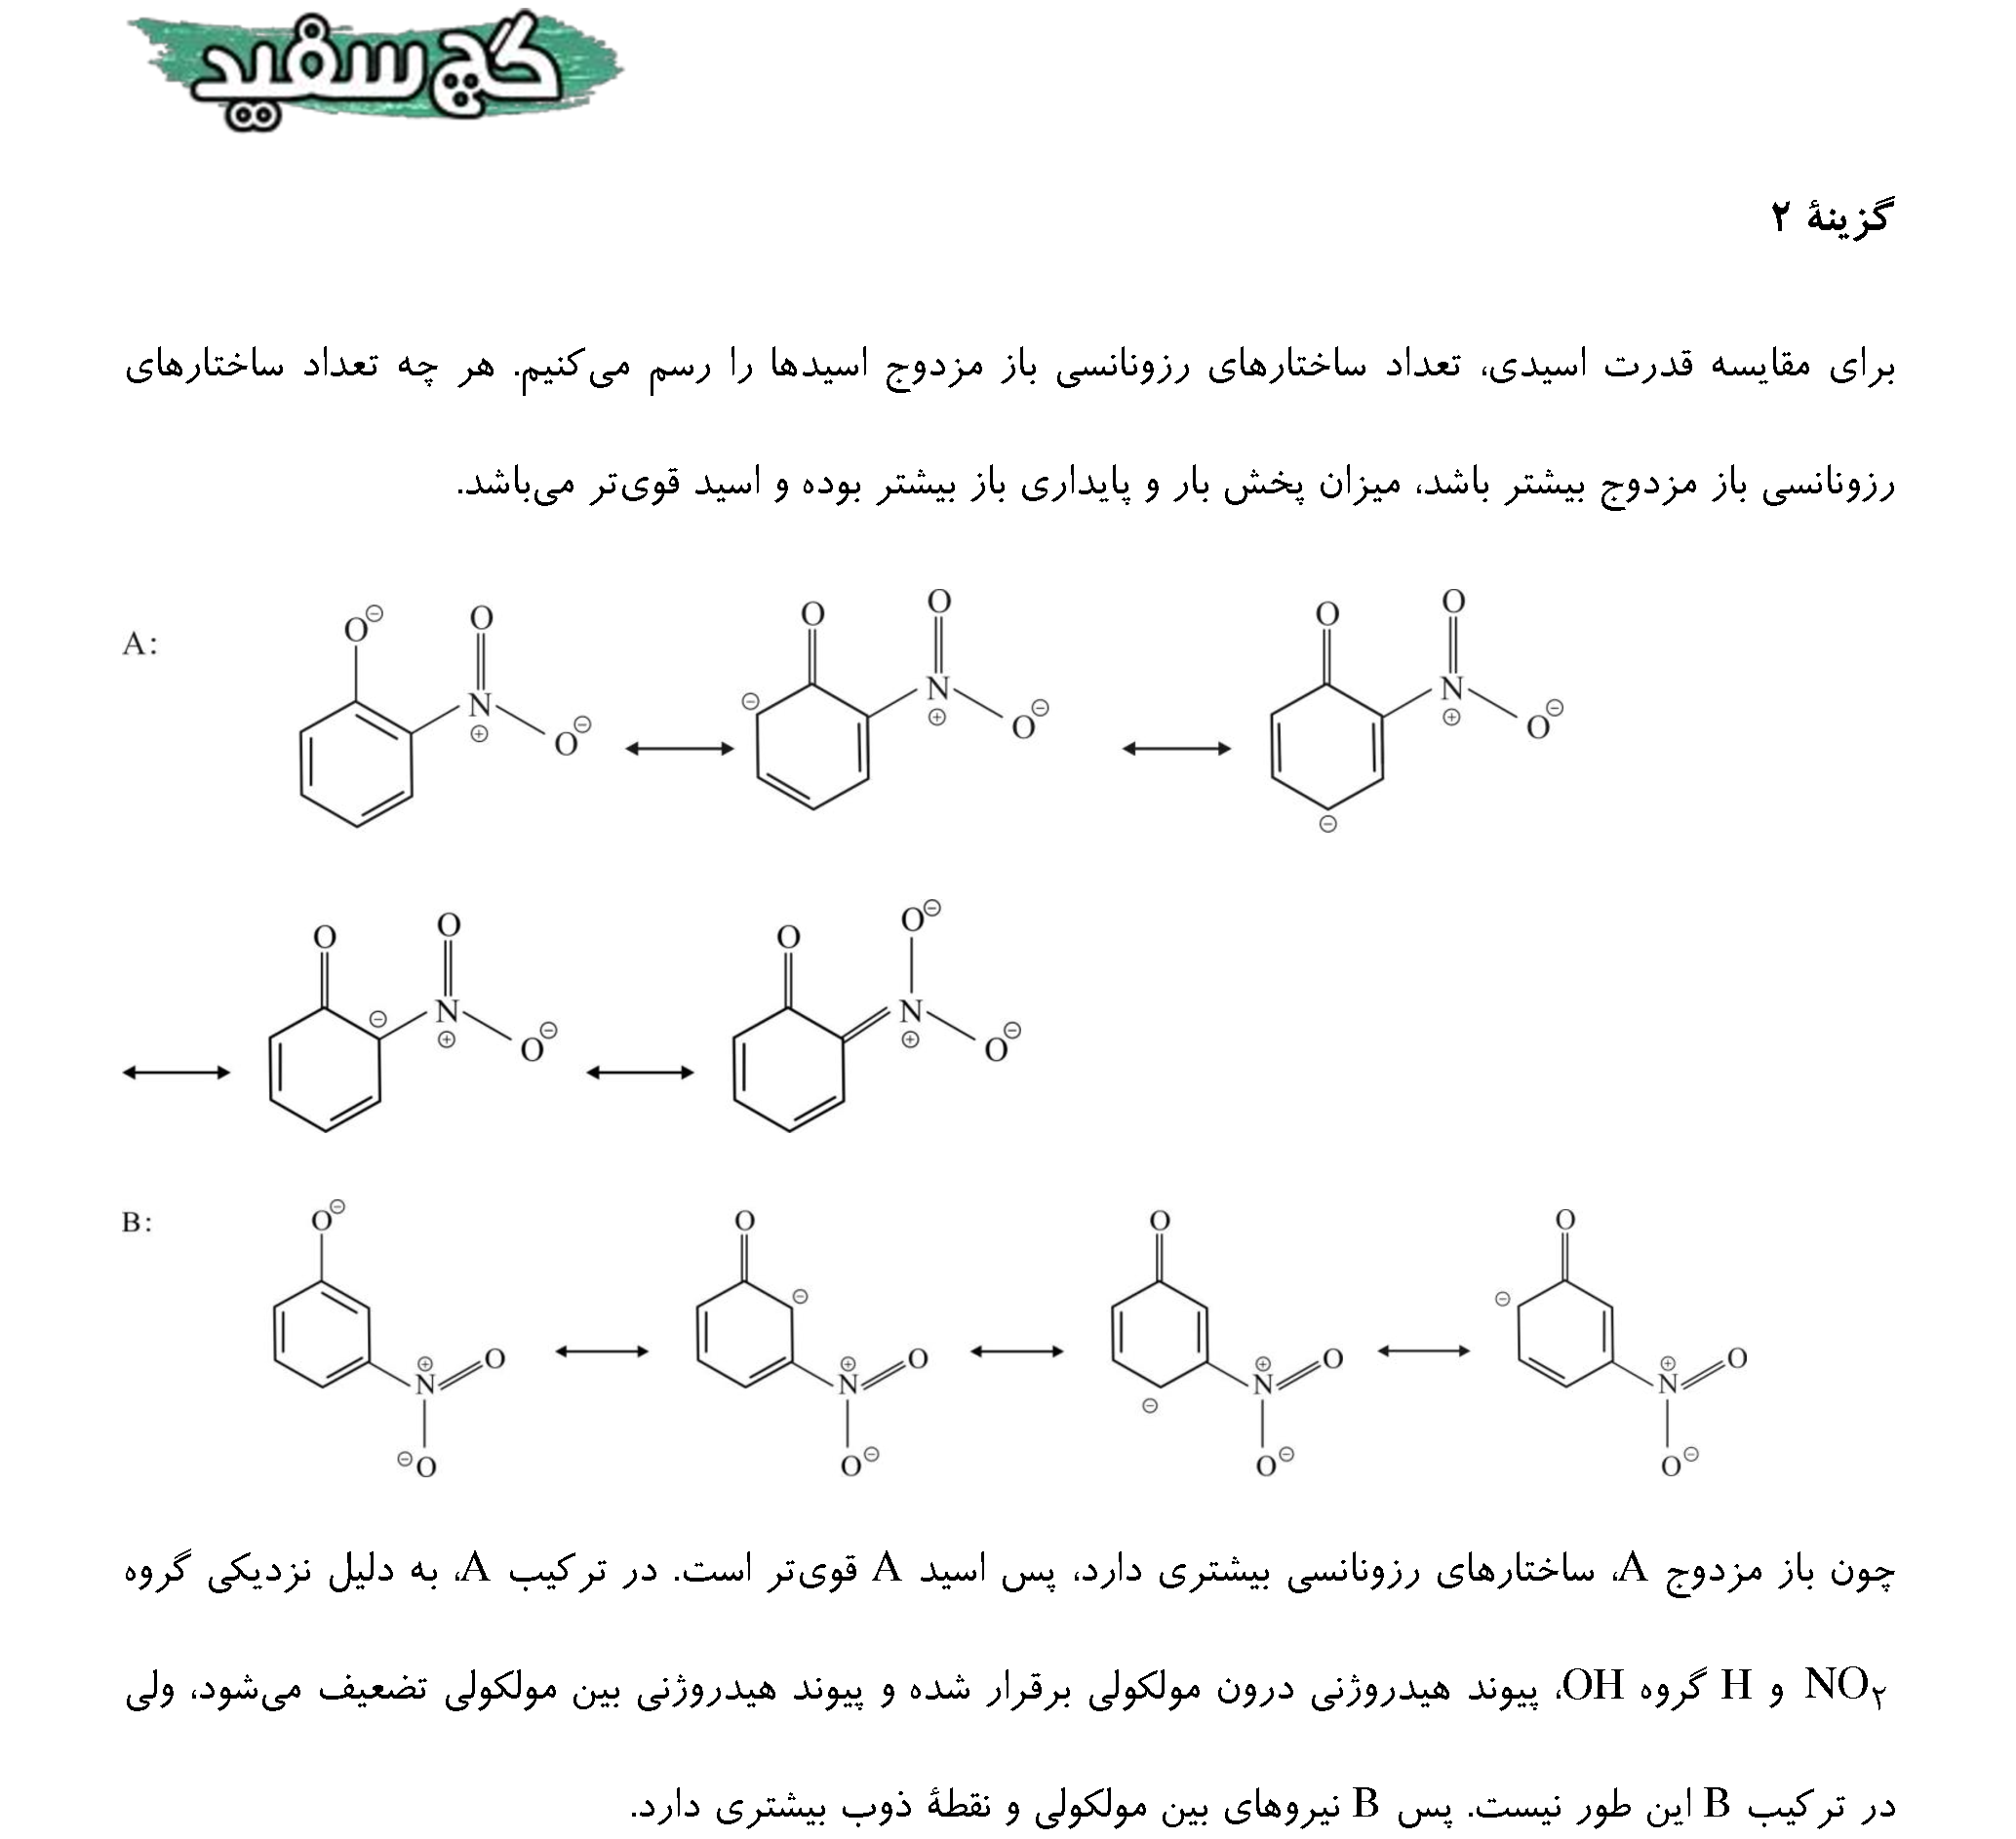 گچ سفید
گزینهٔ ۲
برای مقایسه قدرت اسیدی، تعداد ساختارهای رزونانسی باز مزدوج اسیدها را رسم می‌کنیم. هر چه تعداد ساختارهای
رزونانسی باز مزدوج بیشتر باشد، میزان پخش بار و پایداری باز بیشتر بوده و اسید قوی‌تر می‌باشد.
A:
O⊖ O N⊕ O⊖ ↔ O ⊖ O N⊕ O⊖ ↔ O O N⊕ O⊖ ⊖
↔ O ⊖ O N⊕ O⊖ ↔ O O⊖ N⊕ O⊖
B:
O⊖ N⊕ O ⊖O ↔ O ⊖ N⊕ O O⊖ ↔ O ⊖ N⊕ O O⊖ ↔ O ⊖ N⊕ O O⊖
چون باز مزدوج A، ساختارهای رزونانسی بیشتری دارد، پس اسید A قوی‌تر است. در ترکیب A، به دلیل نزدیکی گروه
NO₂ و H گروه OH، پیوند هیدروژنی درون مولکولی برقرار شده و پیوند هیدروژنی بین مولکولی تضعیف می‌شود، ولی
در ترکیب B این طور نیست. پس B نیروهای بین مولکولی و نقطهٔ ذوب بیشتری دارد.